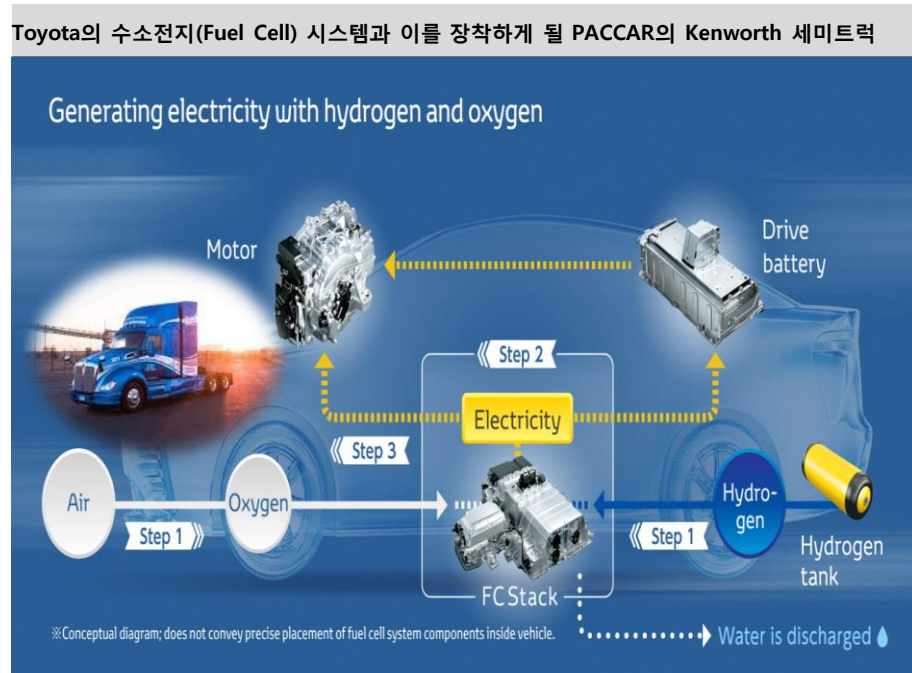 Toyota의 수소전지(Fuel Cell) 시스템과 이를 장착하게 될 PACCAR의 Kenworth 세미트럭
Generating electricity with hydrogen and oxygen
Motor
Drive
battery
Step 2
Electricity
Step 3
Air
Oxygen
Step 1
Step 1
Hydro-
gen
Hydrogen
tank
FC Stack
※Conceptual diagram; does not convey precise placement of fuel cell system components inside vehicle.
Water is discharged